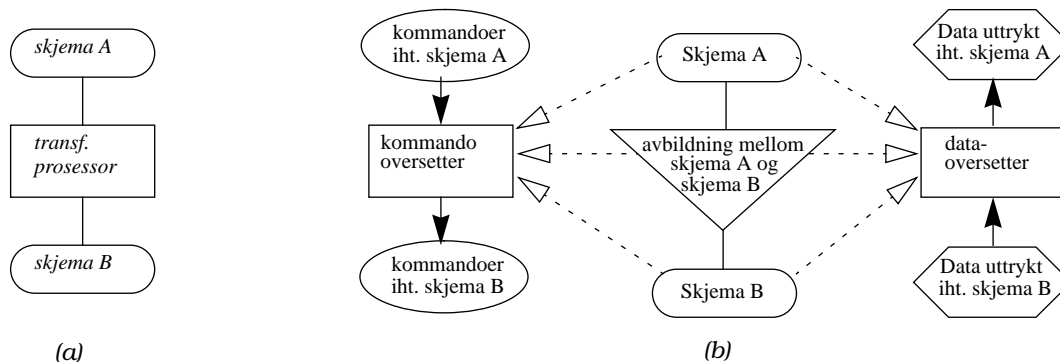 skjema A
transf.
prosessor
skjema B
(a)
kommandoer
iht. skjema A
kommando
oversetter
kommandoer
iht. skjema B
Skjema A
avbildning mellom
skjema A og
skjema B
Skjema B
Data uttrykt
iht. skjema A
data-
oversetter
Data uttrykt
iht. skjema B
(b)